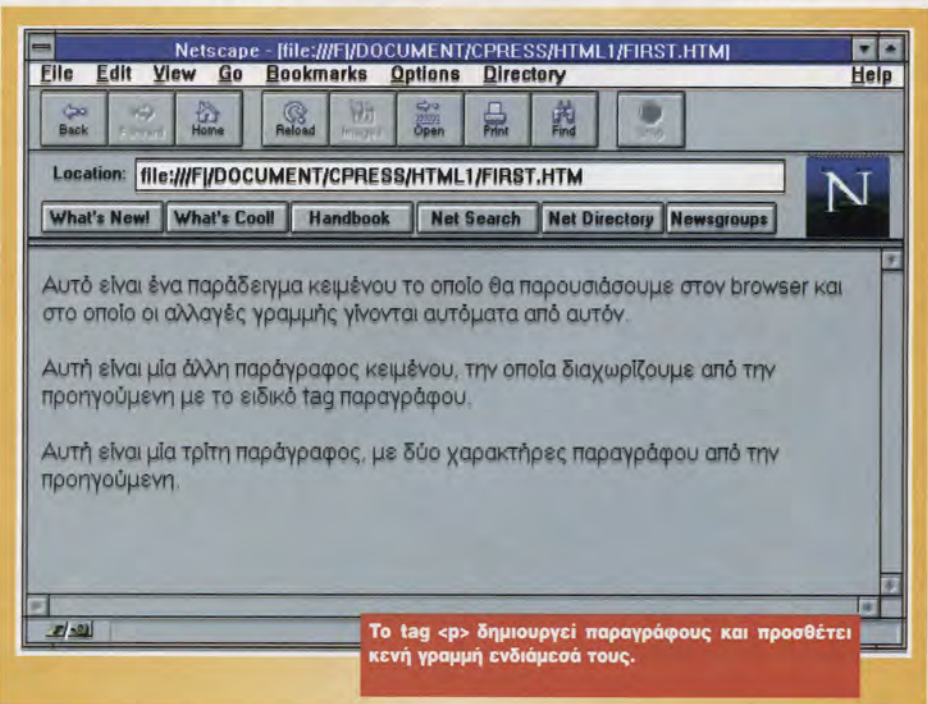 Netscape - [file:///F|/DOCUMENT/CPRESS/HTML1/FIRST.HTM]
File Edit View Go Bookmarks Options Directory Help
Back Forward Home Reload Images Open Print Find Stop
Location: file:///F|/DOCUMENT/CPRESS/HTML1/FIRST.HTM
N
What's New! What's Cool! Handbook Net Search Net Directory Newsgroups
Αυτό είναι ένα παράδειγμα κειμένου το οποίο θα παρουσιάσουμε στον browser και
στο οποίο οι αλλαγές γραμμής γίνονται αυτόματα από αυτόν.
Αυτή είναι μία άλλη παράγραφος κειμένου, την οποία διαχωρίζουμε από την
προηγούμενη με το ειδικό tag παραγράφου.
Αυτή είναι μία τρίτη παράγραφος, με δύο χαρακτήρες παραγράφου από την
προηγούμενη.
Το tag <p> δημιουργεί παραγράφους και προσθέτει
κενή γραμμή ενδιάμεσά τους.